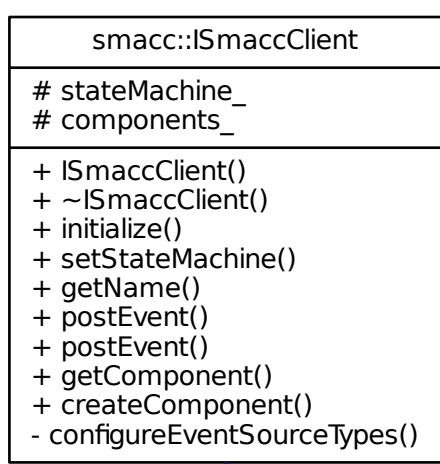 smacc::ISmaccClient
# stateMachine_
# components_
+ ISmaccClient()
+ ~ISmaccClient()
+ initialize()
+ setStateMachine()
+ getName()
+ postEvent()
+ postEvent()
+ getComponent()
+ createComponent()
- configureEventSourceTypes()